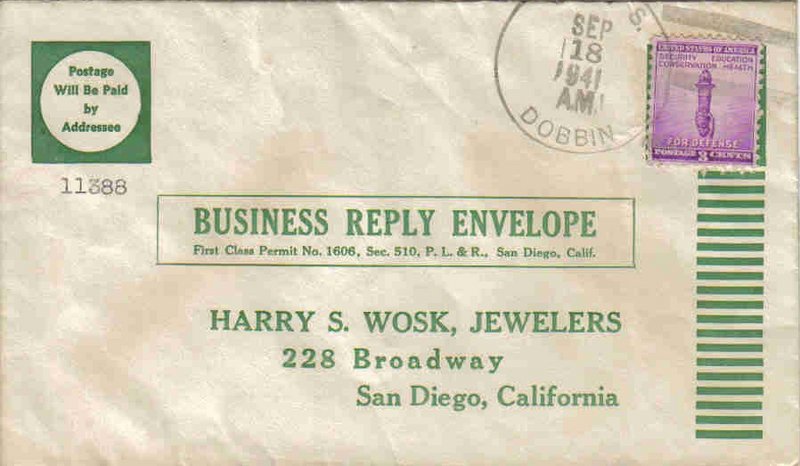 Postage
Will Be Paid
by
Addressee
11388
S.
SEP
18
1941
AM
DOBBIN
UNITED STATES OF AMERICA
SECURITY EDUCATION
CONSERVATION HEALTH
FOR DEFENSE
POSTAGE 3 CENTS
BUSINESS REPLY ENVELOPE
First Class Permit No. 1606, Sec. 510, P. L. & R., San Diego, Calif.
HARRY S. WOSK, JEWELERS
228 Broadway
San Diego, California